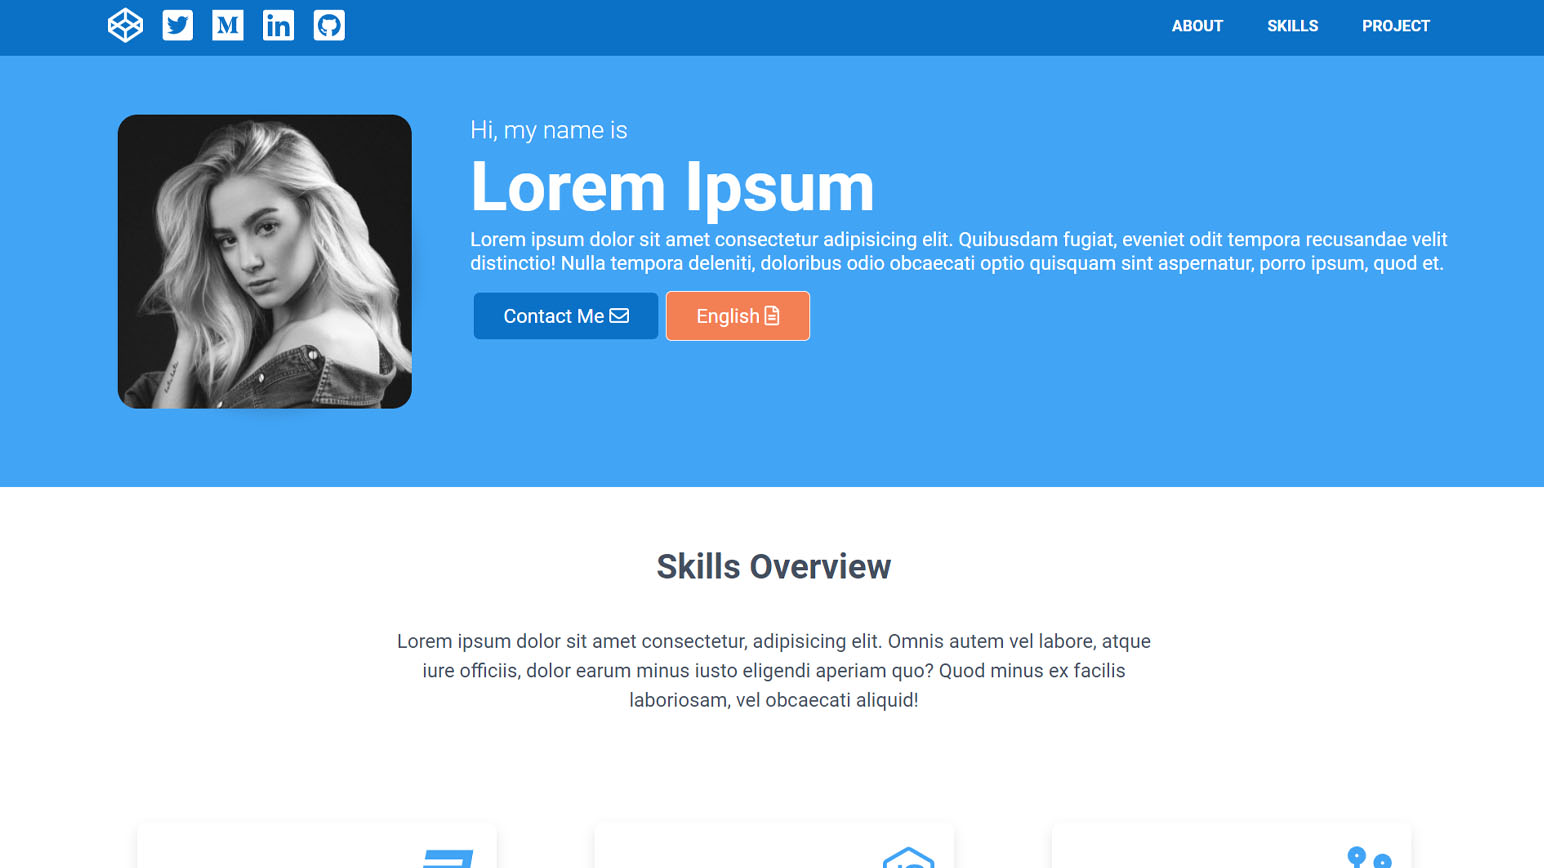 M
in
ABOUT
SKILLS
PROJECT
Hi, my name is
Lorem Ipsum
Lorem ipsum dolor sit amet consectetur adipisicing elit. Quibusdam fugiat, eveniet odit tempora recusandae velit
distinctio! Nulla tempora deleniti, doloribus odio obcaecati optio quisquam sint aspernatur, porro ipsum, quod et.
Contact Me
English
Skills Overview
Lorem ipsum dolor sit amet consectetur, adipisicing elit. Omnis autem vel labore, atque
iure officiis, dolor earum minus iusto eligendi aperiam quo? Quod minus ex facilis
laboriosam, vel obcaecati aliquid!